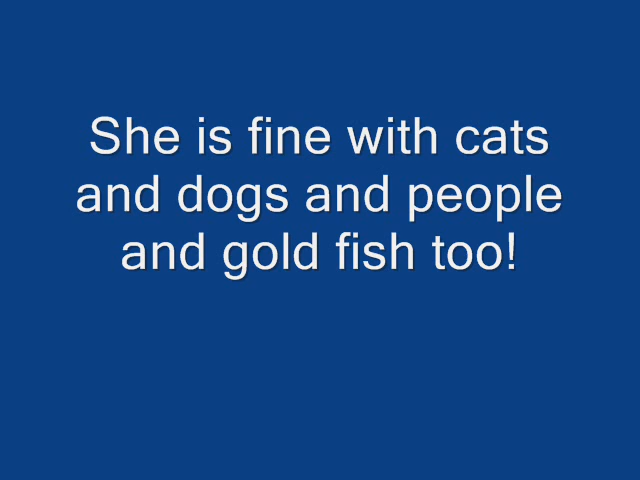 She is fine with cats
and dogs and people
and gold fish too!